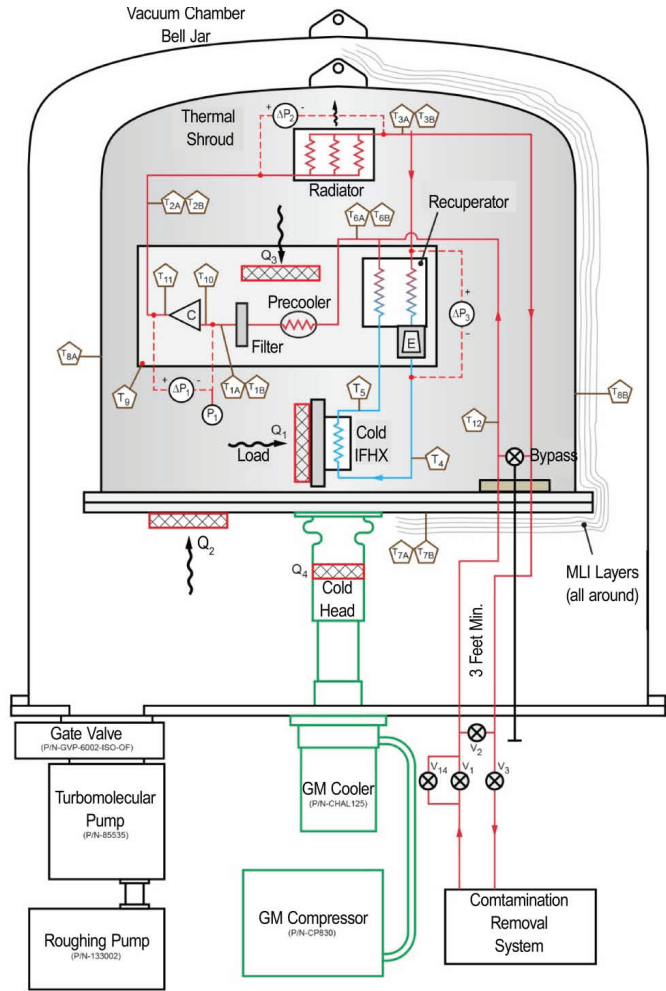 Vacuum Chamber
Bell Jar
Thermal
Shroud
+ ΔP2 -
T3A T3B
Radiator
T2A T2B
T6A T6B
Recuperator
Q3
T11 T10
Precooler
C
Filter
+
ΔP3
-
E
T8A
T9
+ ΔP1 -
P1
T1A T1B
T5
T8B
Q1
Load
Cold
IFHX
T4
T12
Bypass
Q2
T7A T7B
MLI Layers
(all around)
Q4
Cold
Head
3 Feet Min.
Gate Valve
(P/N-GVP-6002-ISO-OF)
V2
V14 V1 V3
Turbomolecular
Pump
(P/N-85535)
GM Cooler
(P/N-CHAL125)
Roughing Pump
(P/N-133002)
GM Compressor
(P/N-CP830)
Comtamination
Removal
System